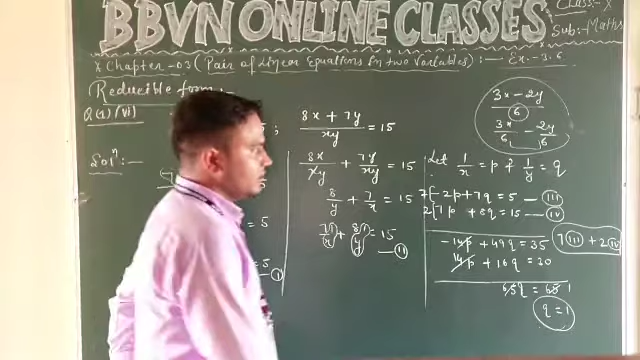 BBVN ONLINE CLASSES
Class:- X
Sub:- Maths
X Chapter-03 (Pair of Linear Equations in two Variables) :— Ex-3.6
Reducible form:-
Q(1)(vi)
Solⁿ:-
= 5
= 5
— (I)
;
(8x + 7y)/xy = 15
8x/xy + 7y/xy = 15
8/y + 7/x = 15
7/x + 8/y = 15
— (II)
(3x - 2y)/6
3x/6 - 2y/6
Let 1/x = p & 1/y = q
7[-2p + 7q = 5 — (III)
2[7p + 8q = 15 — (IV)
7(III) + 2(IV)
-14p + 49q = 35
14p + 16q = 30
65q = 65 1
q = 1